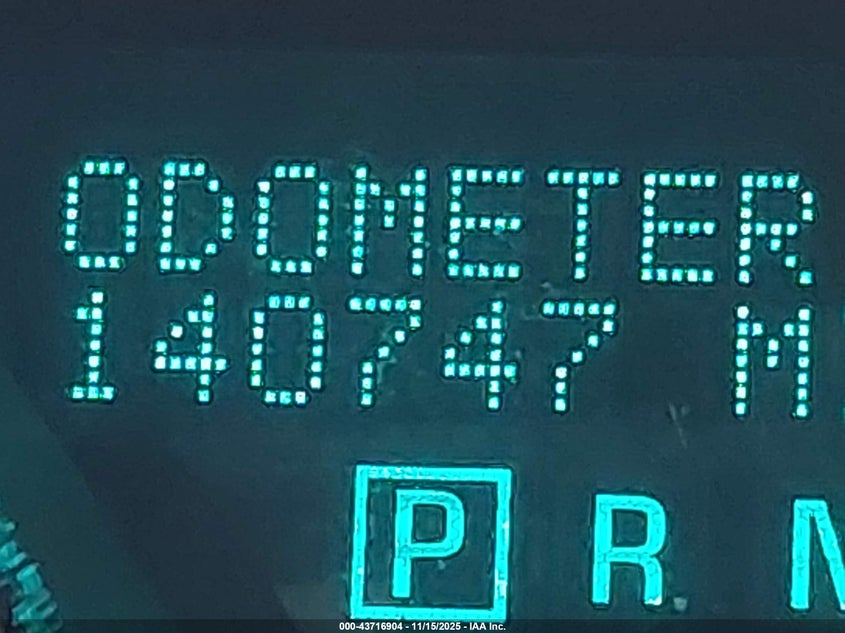 ODOMETER
140747 M
P R N
000-43716904 - 11/15/2025 - IAA Inc.